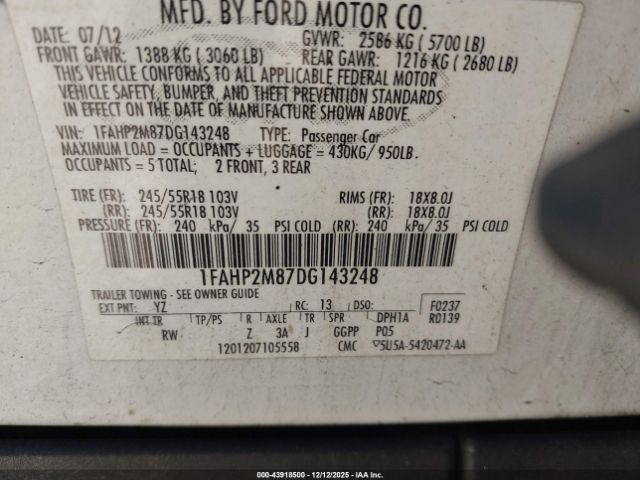 MFD. BY FORD MOTOR CO.
DATE: 07/12 GVWR: 2586 KG ( 5700 LB)
FRONT GAWR: 1388 KG ( 3060 LB) REAR GAWR: 1216 KG ( 2680 LB)
THIS VEHICLE CONFORMS TO ALL APPLICABLE FEDERAL MOTOR
VEHICLE SAFETY, BUMPER, AND THEFT PREVENTION STANDARDS
IN EFFECT ON THE DATE OF MANUFACTURE SHOWN ABOVE.
VIN: 1FAHP2M87DG143248 TYPE: Passenger Car
MAXIMUM LOAD = OCCUPANTS + LUGGAGE = 430KG/ 950LB.
OCCUPANTS = 5 TOTAL; 2 FRONT, 3 REAR
TIRE (FR): 245/55R18 103V RIMS (FR): 18X8.0J
(RR): 245/55R18 103V (RR): 18X8.0J
PRESSURE (FR): 240 kPa/ 35 PSI COLD (RR): 240 kPa/ 35 PSI COLD
1FAHP2M87DG143248
TRAILER TOWING - SEE OWNER GUIDE
EXT PNT: YZ RC: 13 DSO: F0237
INT TR TP/PS R AXLE TR SPR DPH1A R0139
RW Z 3A J GGPP P05
1201207105558 CMC ▽5U5A-5420472-AA
000-43918500 - 12/12/2025 - IAAI.com